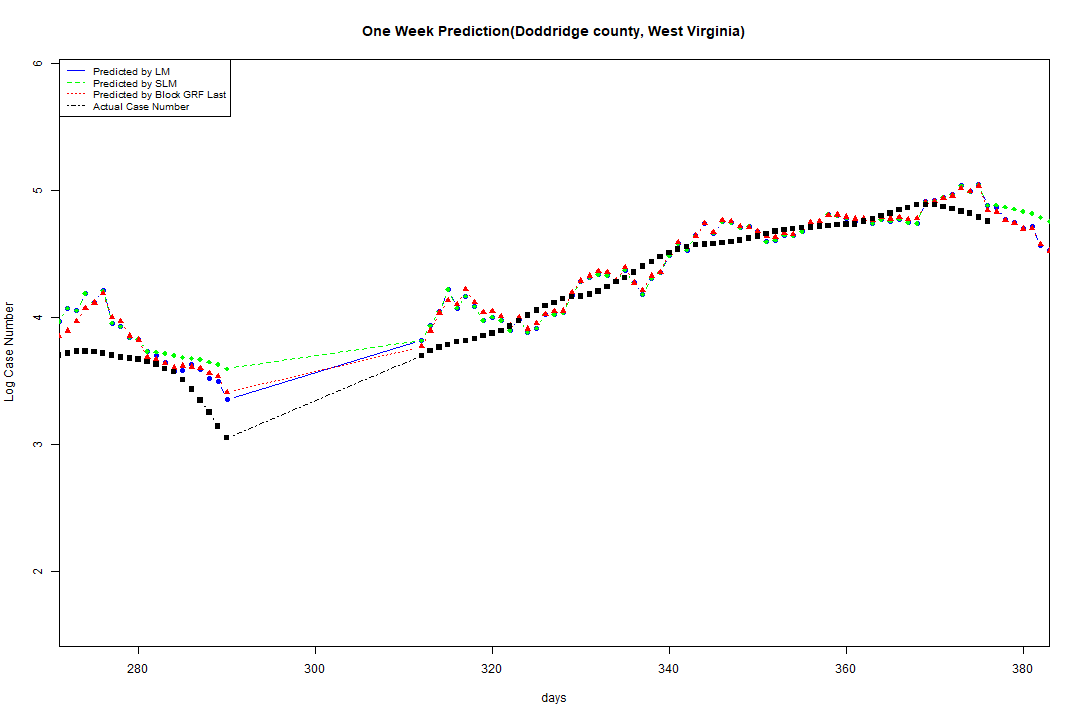 One Week Prediction(Doddridge county, West Virginia)
Predicted by LM
Predicted by SLM
Predicted by Block GRF Last
Actual Case Number
Log Case Number
6
5
4
3
2
280 300 320 340 360 380
days